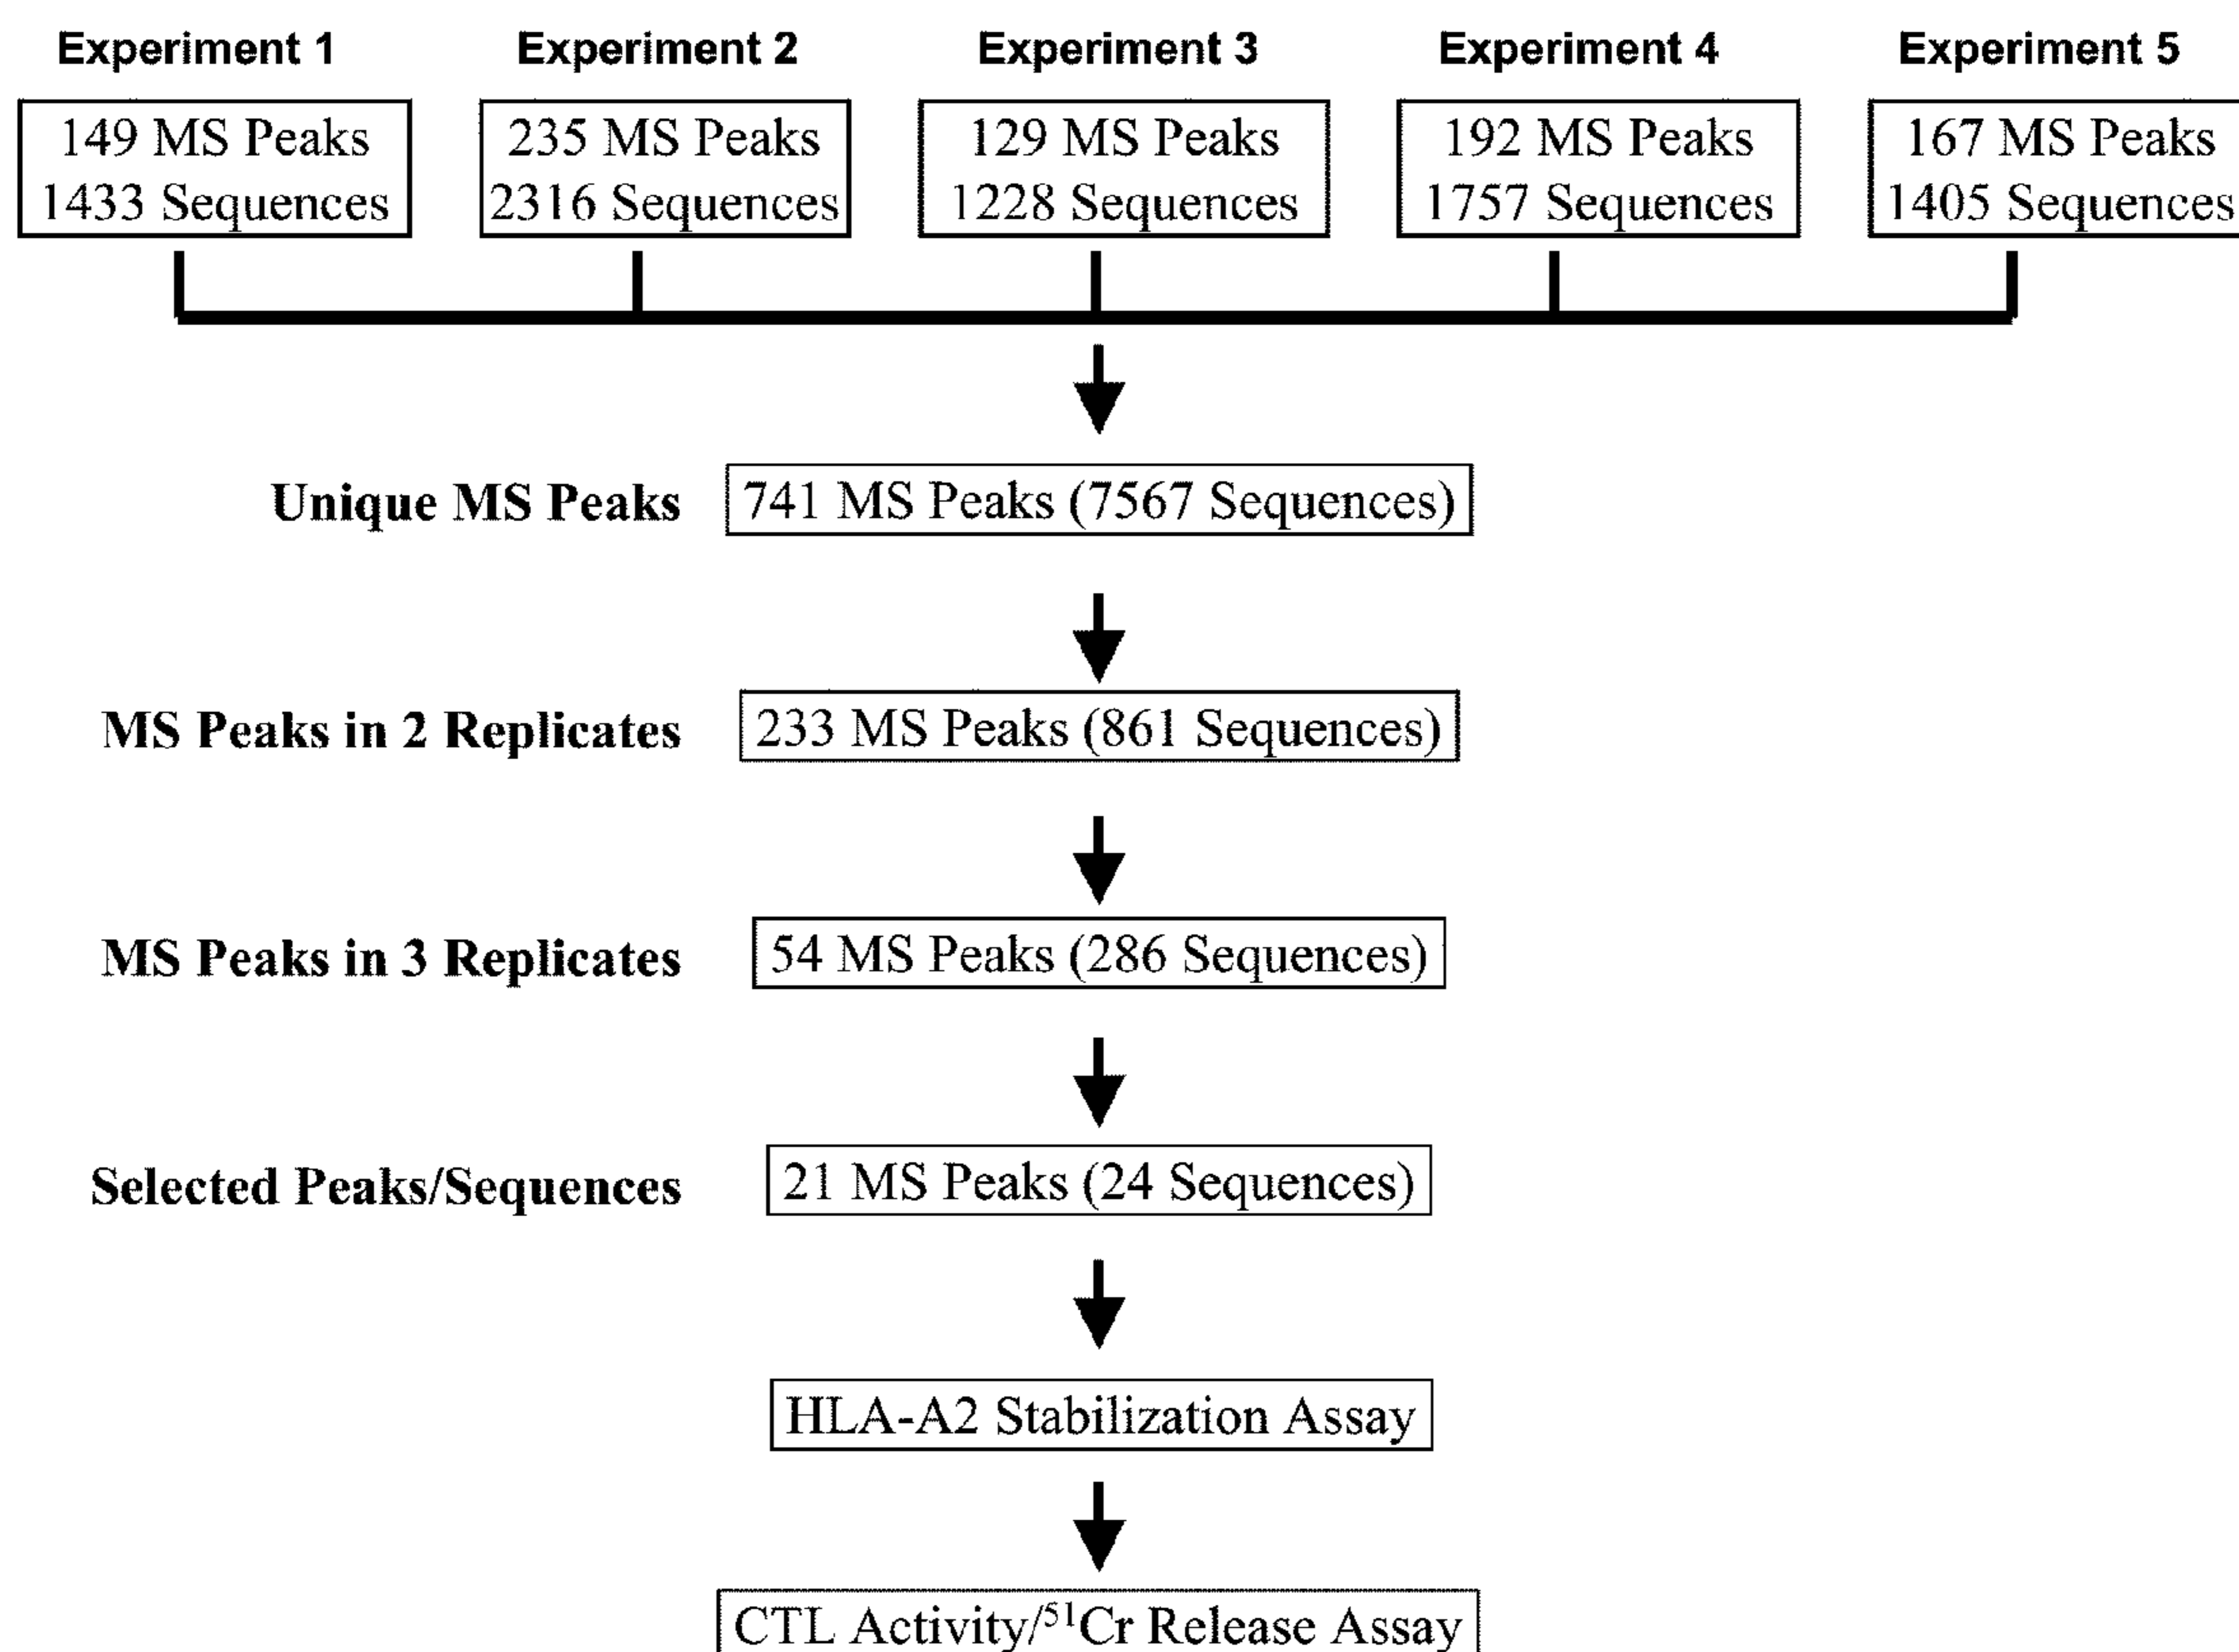 Experiment 1
Experiment 2
Experiment 3
Experiment 4
Experiment 5
149 MS Peaks
1433 Sequences
235 MS Peaks
2316 Sequences
129 MS Peaks
1228 Sequences
192 MS Peaks
1757 Sequences
167 MS Peaks
1405 Sequences
Unique MS Peaks
741 MS Peaks (7567 Sequences)
MS Peaks in 2 Replicates
233 MS Peaks (861 Sequences)
MS Peaks in 3 Replicates
54 MS Peaks (286 Sequences)
Selected Peaks/Sequences
21 MS Peaks (24 Sequences)
HLA-A2 Stabilization Assay
CTL Activity/⁵¹Cr Release Assay